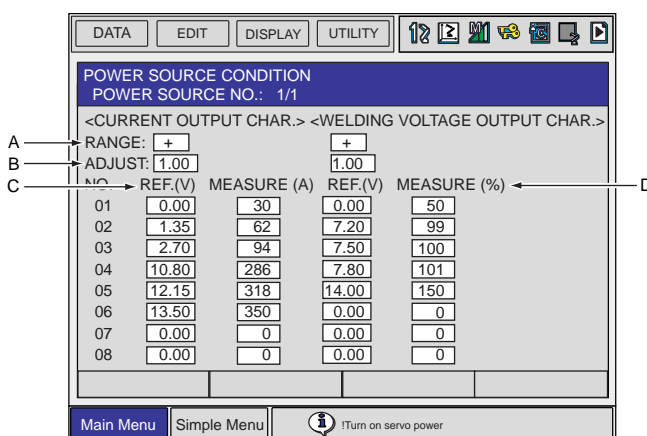 DATA EDIT DISPLAY UTILITY
POWER SOURCE CONDITION
POWER SOURCE NO.: 1/1
<CURRENT OUTPUT CHAR.> <WELDING VOLTAGE OUTPUT CHAR.>
A RANGE: + +
B ADJUST: 1.00 1.00
C NO. REF.(V) MEASURE (A) REF.(V) MEASURE (%) D
01 0.00 30 0.00 50
02 1.35 62 7.20 99
03 2.70 94 7.50 100
04 10.80 286 7.80 101
05 12.15 318 14.00 150
06 13.50 350 0.00 0
07 0.00 0 0.00 0
08 0.00 0 0.00 0
Main Menu Simple Menu !Turn on servo power